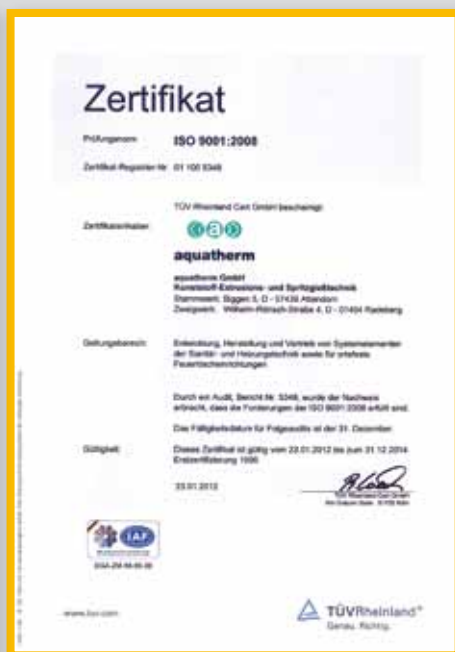 Zertifikat
Prüfungsnorm ISO 9001:2008
Zertifikat-Registrier-Nr. 01 100 5348
TÜV Rheinland Cert GmbH bescheinigt:
Zertifikatsinhaber:
a
aquatherm
aquatherm GmbH
Kunststoff-Extrusions- und Spritzgießtechnik
Stammwerk: Biggen 5, D - 57439 Attendorn
Zweigwerk: Wilhelm-Rönsch-Straße 4, D - 01454 Radeberg
Geltungsbereich: Entwicklung, Herstellung und Vertrieb von Systemelementen
der Sanitär- und Heizungstechnik sowie für ortsfeste
Feuerlöscheinrichtungen.
Durch ein Audit, Bericht Nr. 5348, wurde der Nachweis
erbracht, dass die Forderungen der ISO 9001:2008 erfüllt sind.
Das Fälligkeitsdatum für Folgeaudits ist der 31. Dezember.
Gültigkeit: Dieses Zertifikat ist gültig vom 23.01.2012 bis zum 31.12.2014
Erstzertifizierung 1996
23.01.2012
TÜV Rheinland Cert GmbH
IAF
www.tuv.com
TÜVRheinland®
Genau. Richtig.